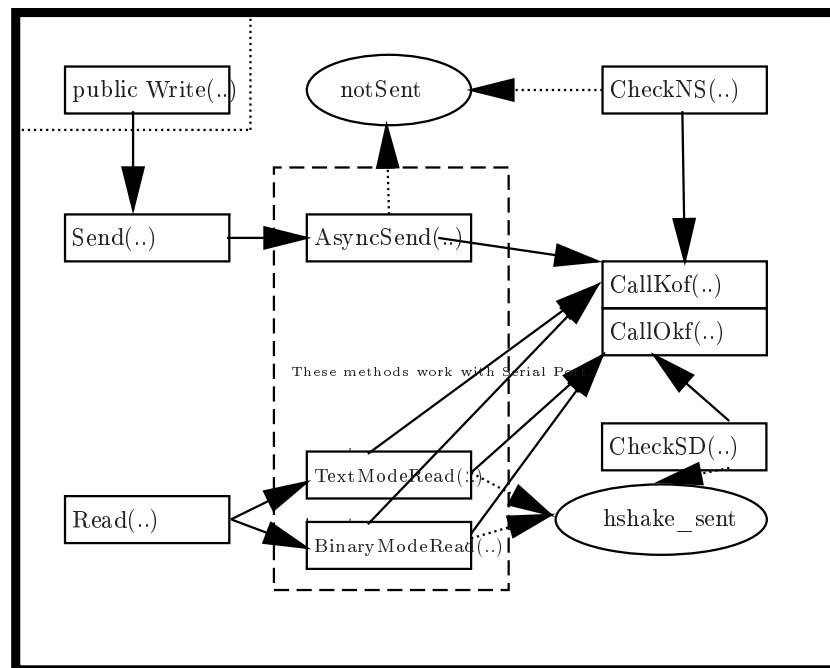 public Write(..)
notSent
CheckNS(..)
Send(..)
AsyncSend(..)
CallKof(..)
CallOkf(..)
These methods work with Serial Port
CheckSD(..)
TextModeRead(..)
Read(..)
hshake_sent
BinaryModeRead(..)